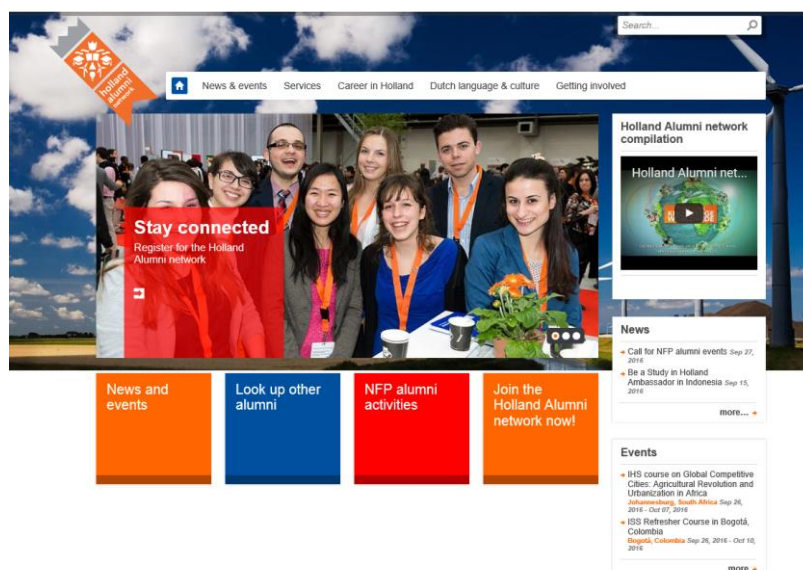 Search...
holland
alumni
network
News & events
Services
Career in Holland
Dutch language & culture
Getting involved
Stay connected
Register for the Holland
Alumni network
Holland Alumni network
compilation
Holland Alumni net...
News
Call for NFP alumni events Sep 27,
2016
Be a Study in Holland
Ambassador in Indonesia Sep 15,
2016
more...
News and
events
Look up other
alumni
NFP alumni
activities
Join the
Holland Alumni
network now!
Events
IHS course on Global Competitive
Cities: Agricultural Revolution and
Urbanization in Africa
Johannesburg, South Africa Sep 26,
2016 - Oct 07, 2016
ISS Refresher Course in Bogotá,
Colombia
Bogotá, Colombia Sep 26, 2016 - Oct 10,
2016
more